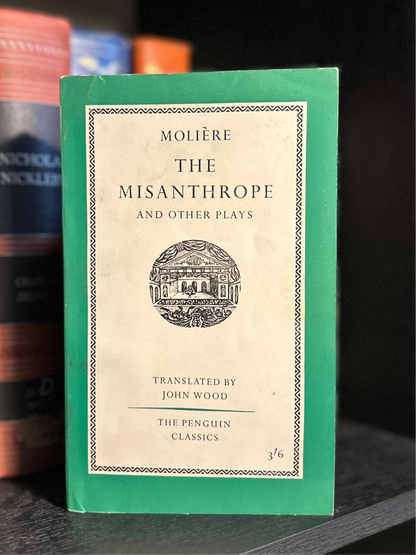 MOLIÈRE
THE
MISANTHROPE
AND OTHER PLAYS
TRANSLATED BY
JOHN WOOD
THE PENGUIN
CLASSICS
3/6